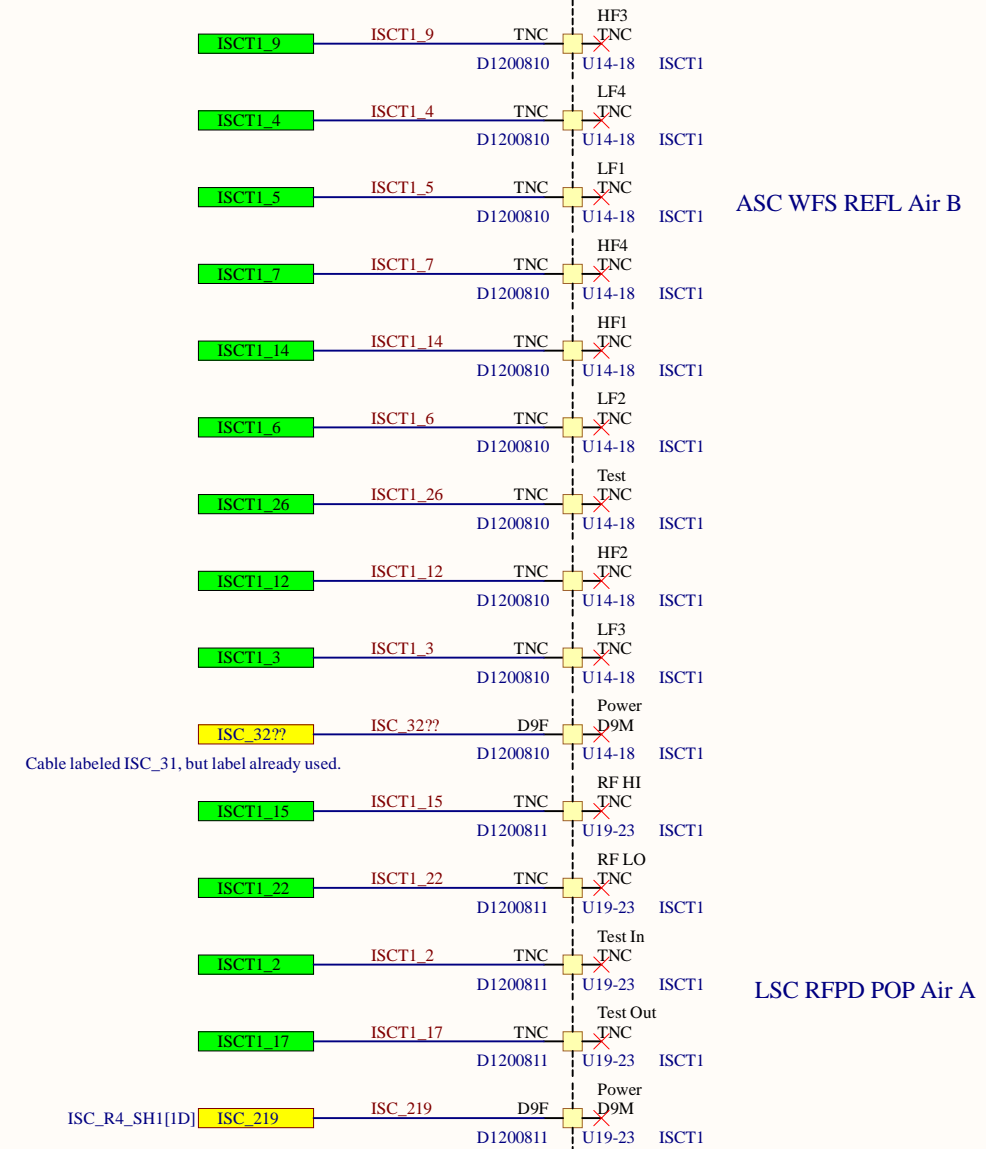 HF3
ISCT1_9 ISCT1_9 TNC TNC
D1200810 U14-18 ISCT1
LF4
ISCT1_4 ISCT1_4 TNC TNC
D1200810 U14-18 ISCT1
LF1
ISCT1_5 ISCT1_5 TNC TNC
ASC WFS REFL Air B
D1200810 U14-18 ISCT1
HF4
ISCT1_7 ISCT1_7 TNC TNC
D1200810 U14-18 ISCT1
HF1
ISCT1_14 ISCT1_14 TNC TNC
D1200810 U14-18 ISCT1
LF2
ISCT1_6 ISCT1_6 TNC TNC
D1200810 U14-18 ISCT1
Test
ISCT1_26 ISCT1_26 TNC TNC
D1200810 U14-18 ISCT1
HF2
ISCT1_12 ISCT1_12 TNC TNC
D1200810 U14-18 ISCT1
LF3
ISCT1_3 ISCT1_3 TNC TNC
D1200810 U14-18 ISCT1
Power
ISC_32?? ISC_32?? D9F D9M
D1200810 U14-18 ISCT1
Cable labeled ISC_31, but label already used.
RF HI
ISCT1_15 ISCT1_15 TNC TNC
D1200811 U19-23 ISCT1
RF LO
ISCT1_22 ISCT1_22 TNC TNC
D1200811 U19-23 ISCT1
Test In
ISCT1_2 ISCT1_2 TNC TNC
D1200811 U19-23 ISCT1
LSC RFPD POP Air A
Test Out
ISCT1_17 ISCT1_17 TNC TNC
D1200811 U19-23 ISCT1
Power
ISC_R4_SH1[1D] ISC_219 ISC_219 D9F D9M
D1200811 U19-23 ISCT1